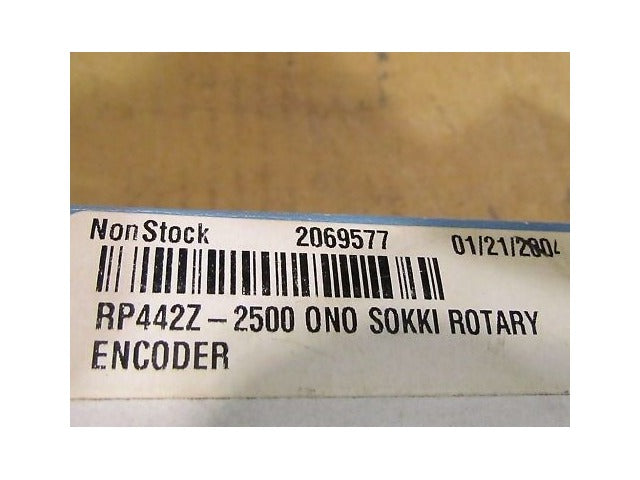 NonStock 2069577 01/21/2004
RP442Z-2500 ONO SOKKI ROTARY
ENCODER